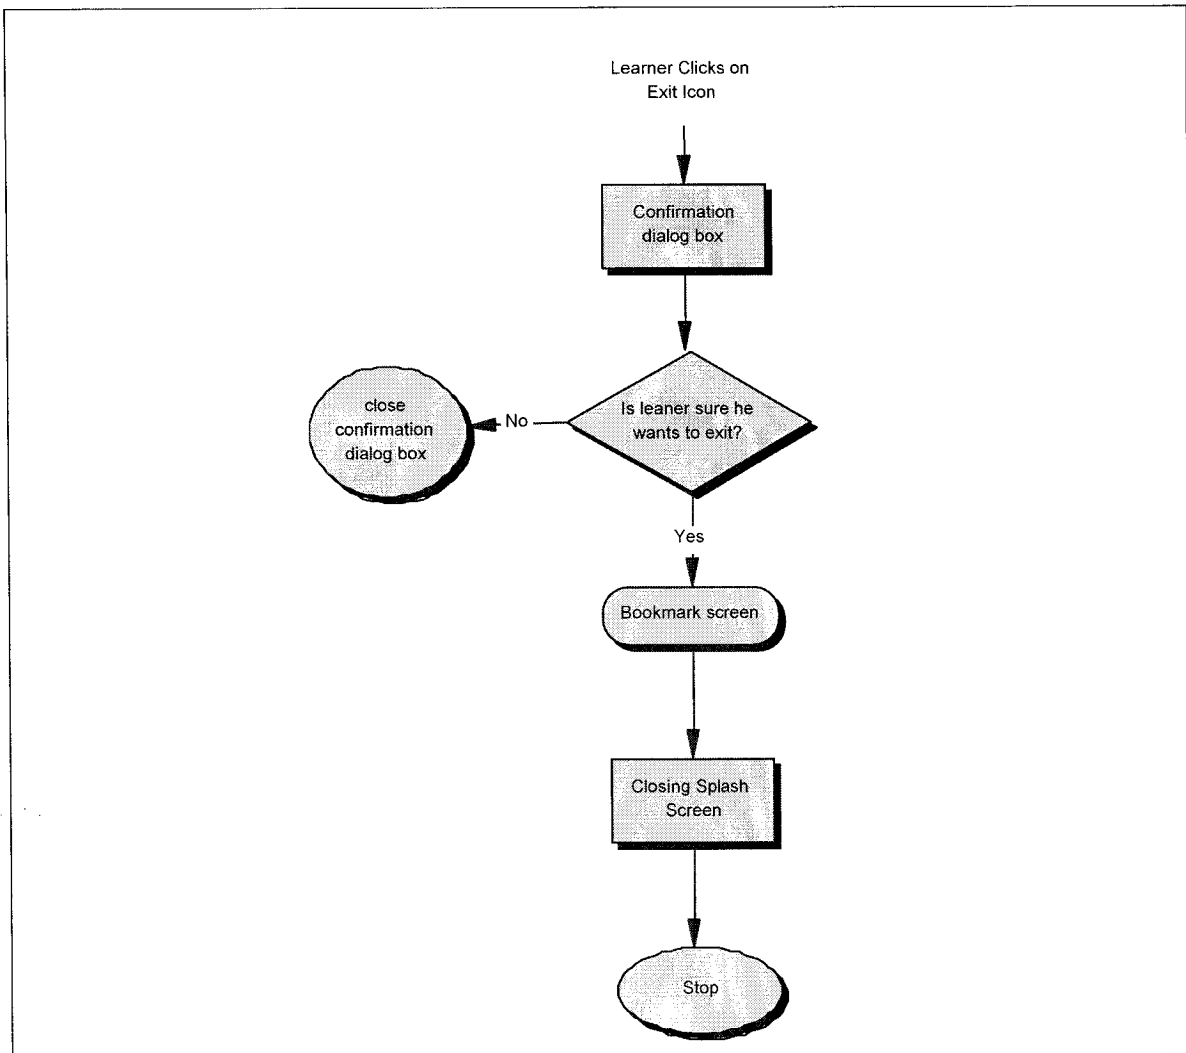 Learner Clicks on
Exit Icon
Confirmation
dialog box
Is leaner sure he
wants to exit?
No
close
confirmation
dialog box
Yes
Bookmark screen
Closing Splash
Screen
Stop